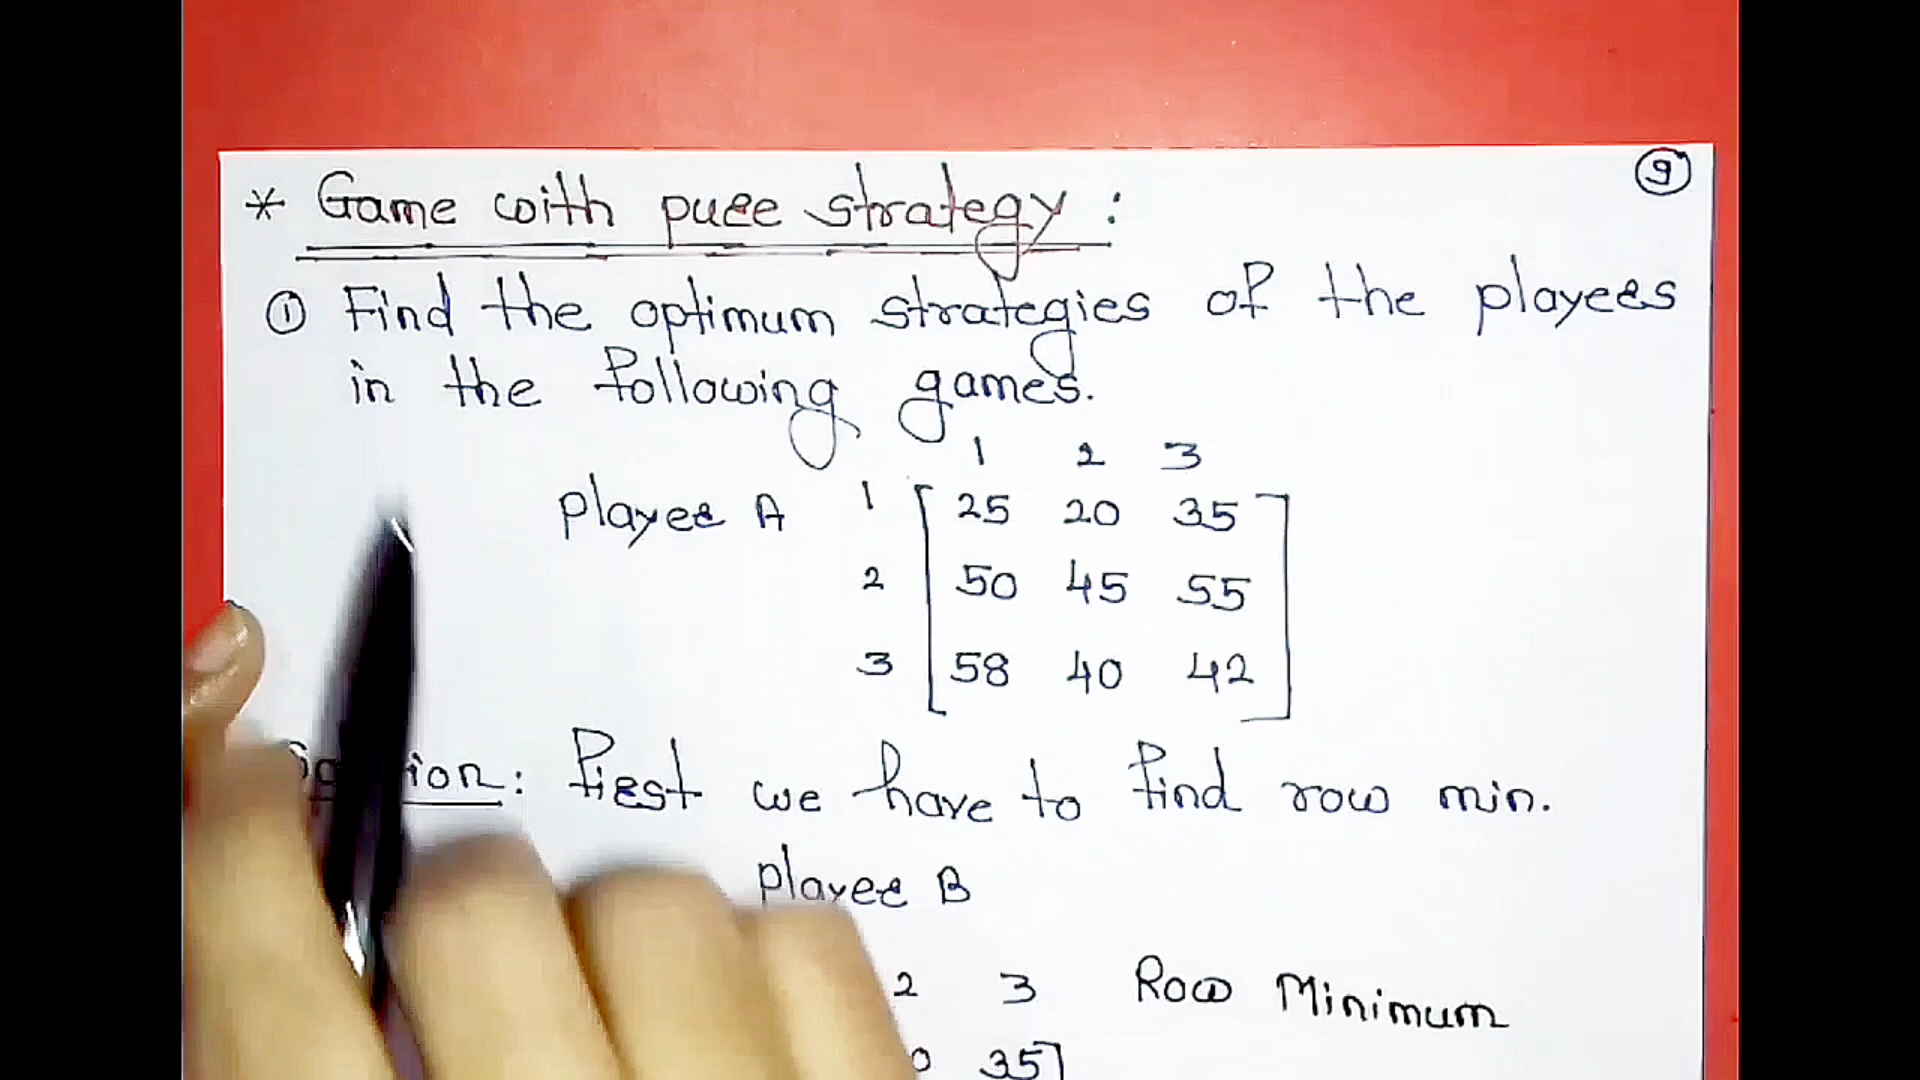 9
* Game with pure strategy :
① Find the optimum strategies of the players
in the following games.
1 2 3
player A 1 25 20 35
2 50 45 55
3 58 40 42
First we have to find row min.
player B
2 3 Row Minimum
35